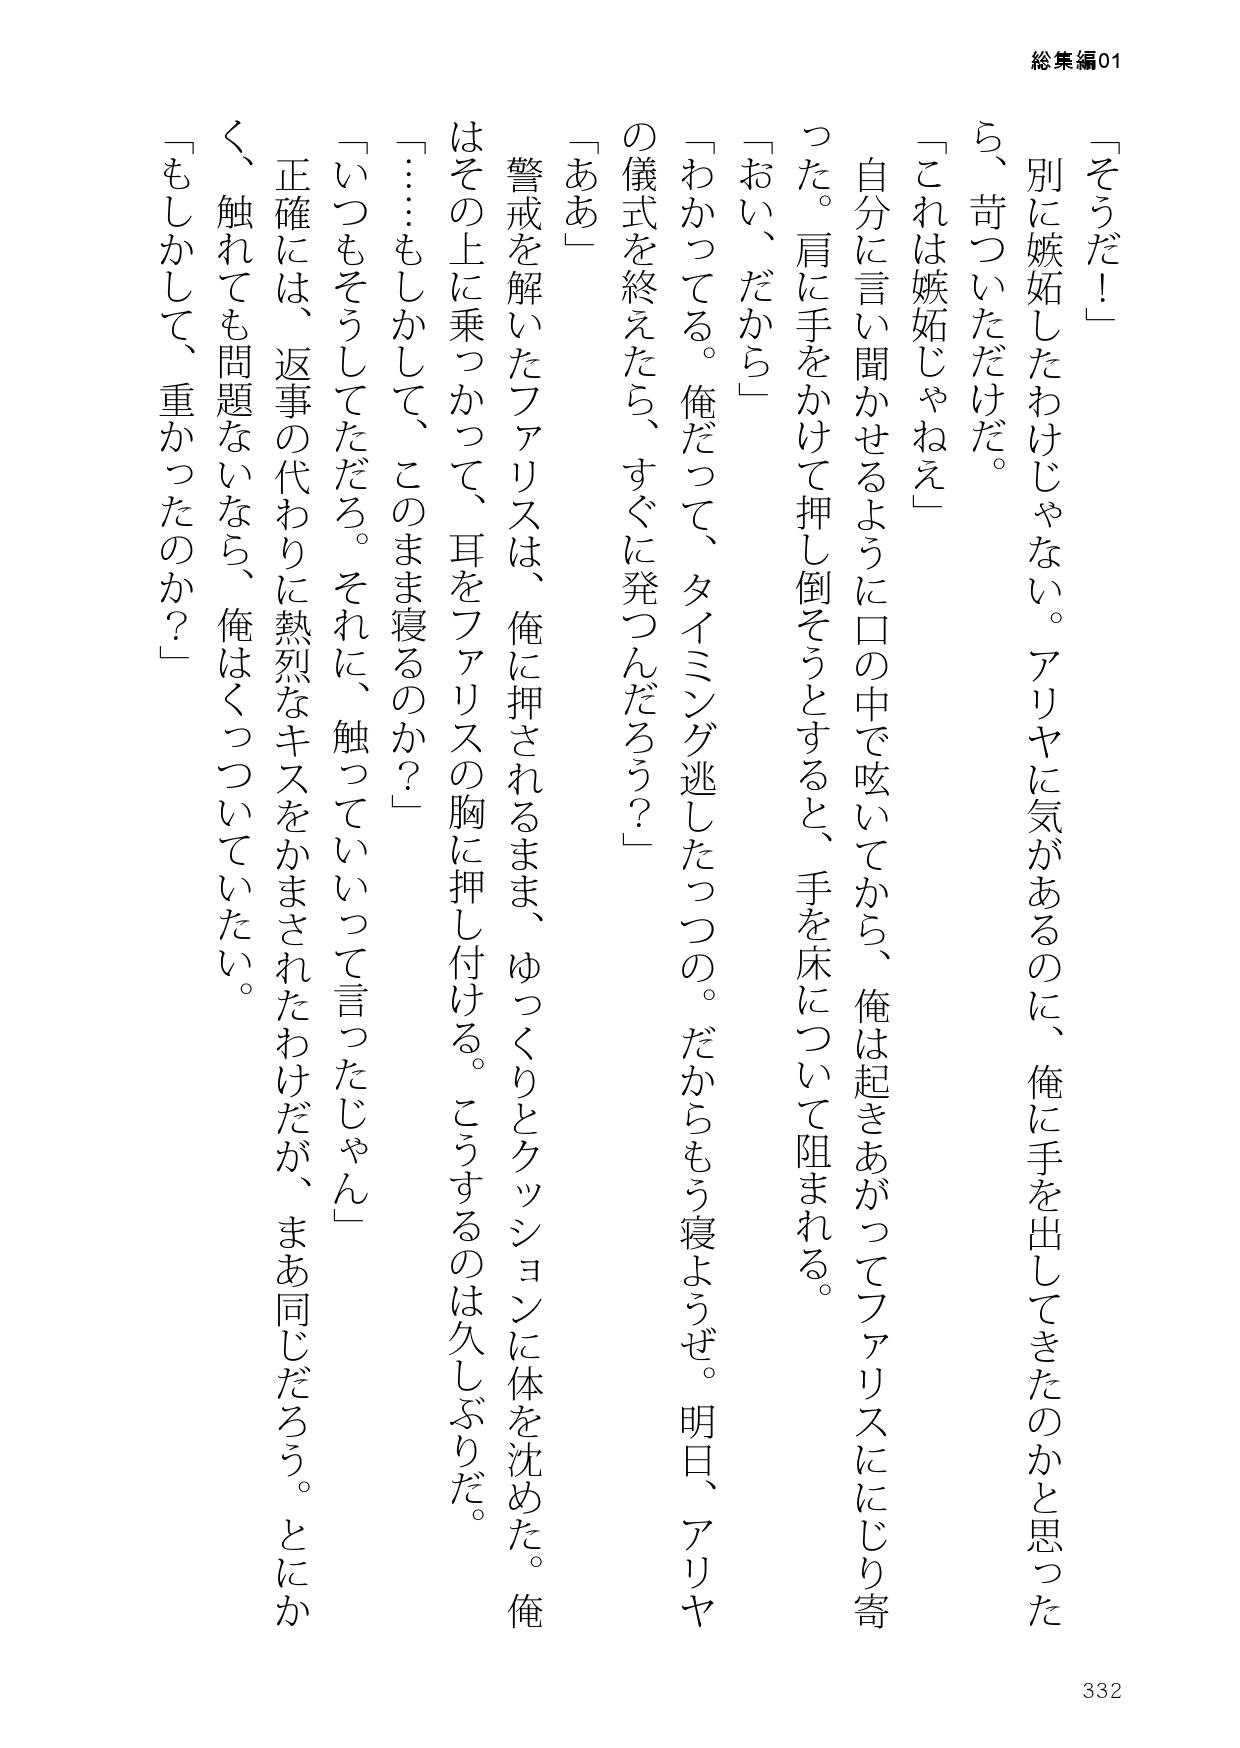 総集編01
「そうだ！」
別に嫉妬したわけじゃない。アリヤに気があるのに、俺に手を出してきたのかと思った
ら、苛ついただけだ。
「これは嫉妬じゃねえ」
自分に言い聞かせるように口の中で呟いてから、俺は起きあがってファリスににじり寄
った。肩に手をかけて押し倒そうとすると、手を床について阻まれる。
「おい、だから」
「わかってる。俺だって、タイミング逃したっつの。だからもう寝ようぜ。明日、アリヤ
の儀式を終えたら、すぐに発つんだろう？」
「ああ」
警戒を解いたファリスは、俺に押されるまま、ゆっくりとクッションに体を沈めた。俺
はその上に乗っかって、耳をファリスの胸に押し付ける。こうするのは久しぶりだ。
「……もしかして、このまま寝るのか？」
「いつもそうしてただろ。それに、触っていいって言ったじゃん」
正確には、返事の代わりに熱烈なキスをかまされたわけだが、まあ同じだろう。とにか
く、触れても問題ないなら、俺はくっついていたい。
「もしかして、重かったのか？」
332